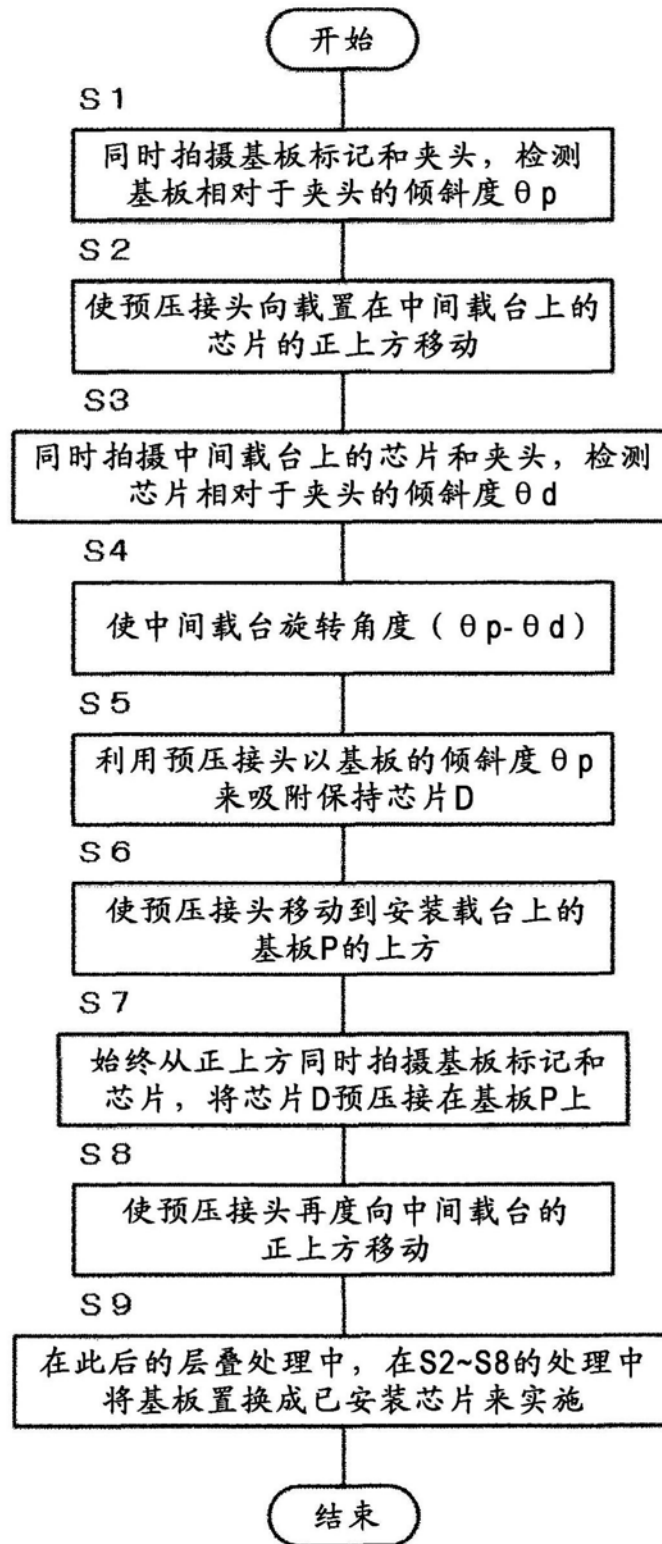 开始
S1
同时拍摄基板标记和夹头，检测
基板相对于夹头的倾斜度θp
S2
使预压接头向载置在中间载台上的
芯片的正上方移动
S3
同时拍摄中间载台上的芯片和夹头，检测
芯片相对于夹头的倾斜度θd
S4
使中间载台旋转角度（θp-θd）
S5
利用预压接头以基板的倾斜度θp
来吸附保持芯片D
S6
使预压接头移动到安装载台上的
基板P的上方
S7
始终从正上方同时拍摄基板标记和
芯片，将芯片D预压接在基板P上
S8
使预压接头再度向中间载台的
正上方移动
S9
在此后的层叠处理中，在S2~S8的处理中
将基板置换成已安装芯片来实施
结束